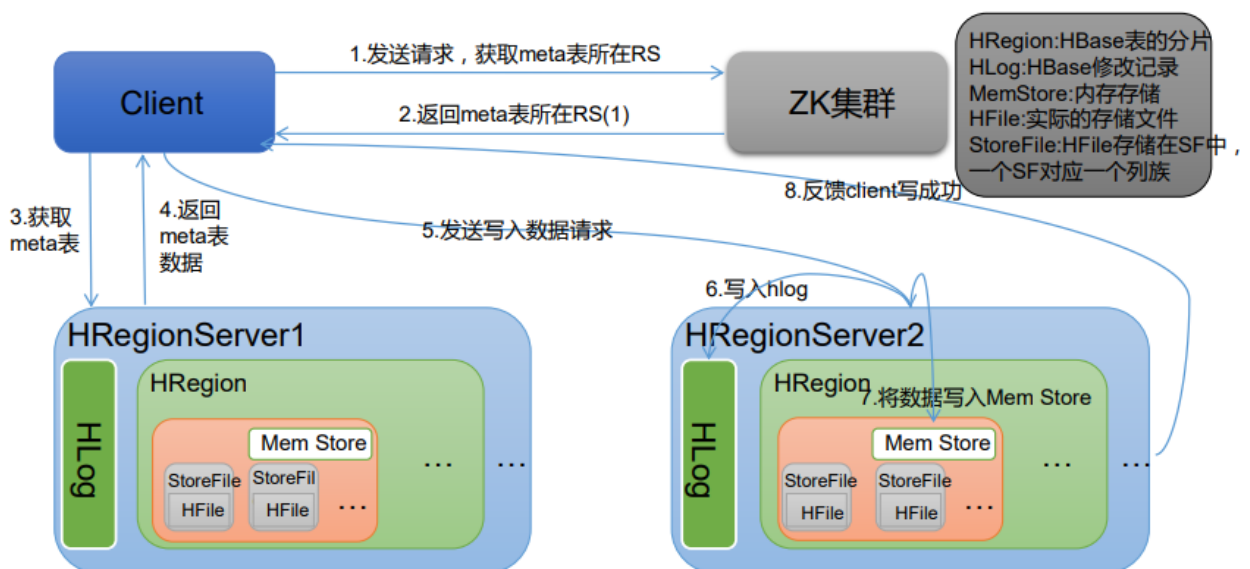 Client
1.发送请求，获取meta表所在RS
2.返回meta表所在RS(1)
ZK集群
HRegion:HBase表的分片
HLog:HBase修改记录
MemStore:内存存储
HFile:实际的存储文件
StoreFile:HFile存储在SF中，
一个SF对应一个列族
3.获取
meta表
4.返回
meta表
数据
5.发送写入数据请求
8.反馈client写成功
6.写入hlog
HRegionServer1
HLog
HRegion
Mem Store
StoreFile
HFile
StoreFil
HFile
...
...
...
HRegionServer2
HLog
HRegion
7.将数据写入Mem Store
Mem Store
StoreFile
HFile
StoreFile
HFile
...
...
...